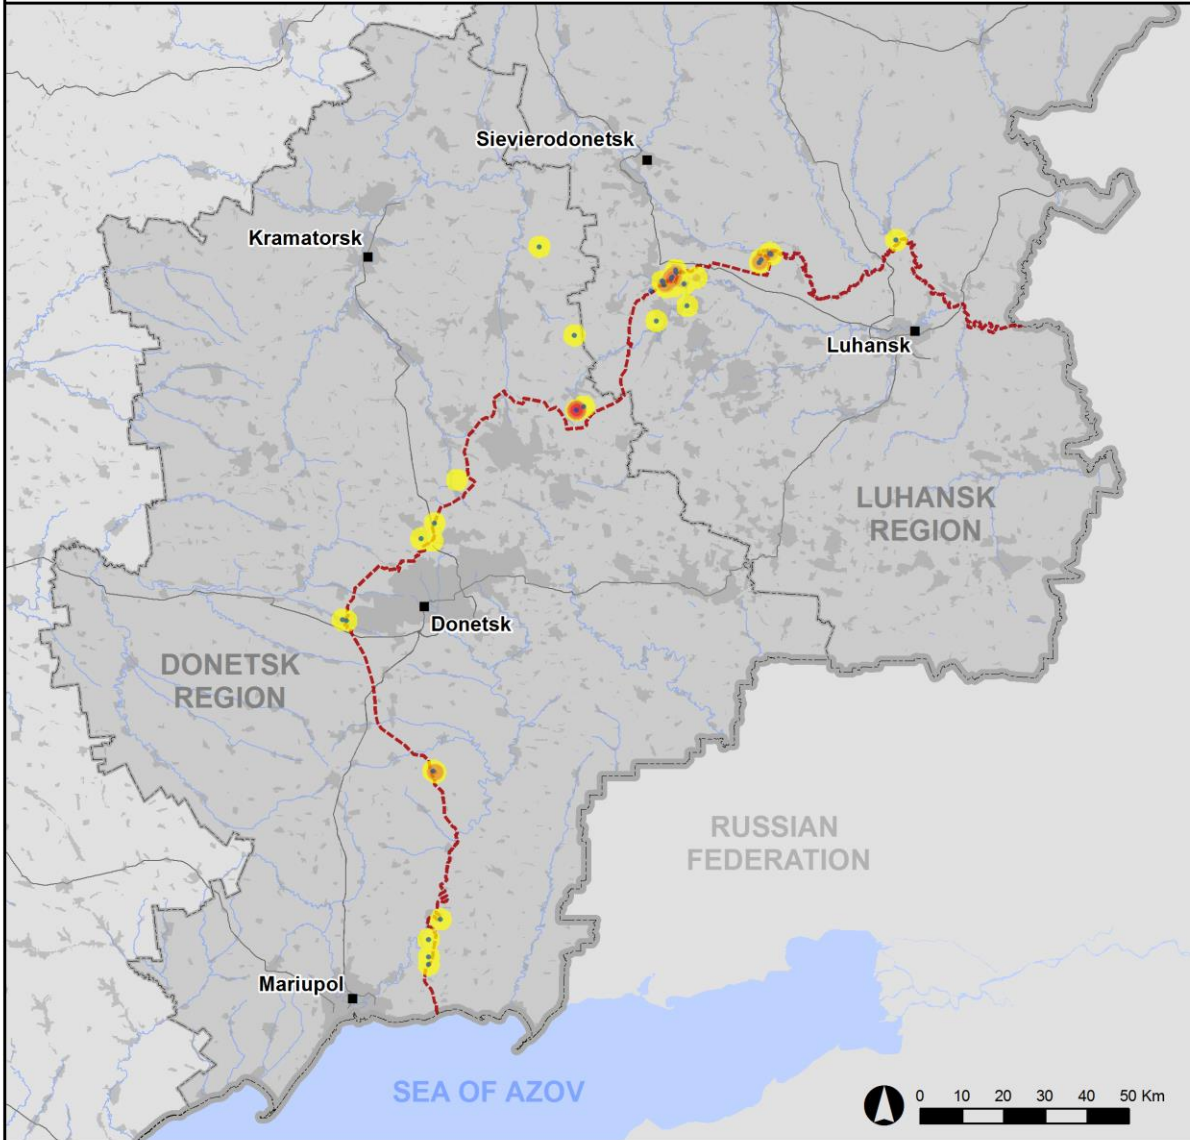 Sievierodonetsk
Kramatorsk
Luhansk
LUHANSK
REGION
Donetsk
DONETSK
REGION
RUSSIAN
FEDERATION
Mariupol
SEA OF AZOV
0 10 20 30 40 50 Km